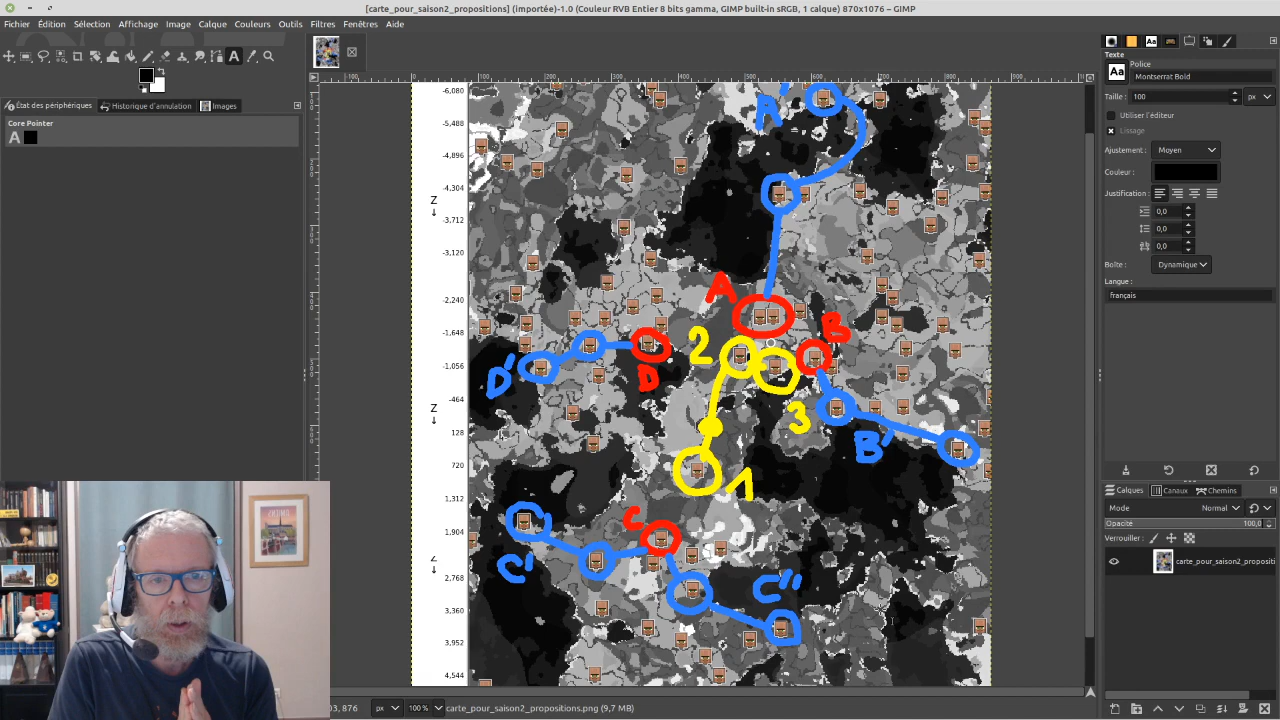 [carte_pour_saison2_propositions] (importée)-1.0 (Couleur RVB Entier 8 bits gamma, GIMP built-in sRGB, 1 calque) 870x1076 – GIMP
Fichier Édition Sélection Affichage Image Calque Couleurs Outils Filtres Fenêtres Aide
État des périphériques Historique d'annulation Images
Core Pointer
-6,080
-5,488
-4,896
-4,304
-3,712
-3,120
-2,240
-1,648
-1,056
-464
128
720
1,312
1,904
2,768
3,360
3,952
4,544
Z
↓
Z
↓
Z
↓
A'
A
B
2
D
D'
3
B'
1
C
C'
C''
Texte
Police
Aa Montserrat Bold
Taille : 100 px
Utiliser l'éditeur
Lissage
Ajustement : Moyen
Couleur :
Justification :
0,0
0,0
0,0
Boîte : Dynamique
Langue :
français
Calques Canaux Chemins
Mode Normal
Opacité 100,0
Verrouiller :
carte_pour_saison2_propositi
03, 876 px 100 % carte_pour_saison2_propositions.png (9,7 MB)